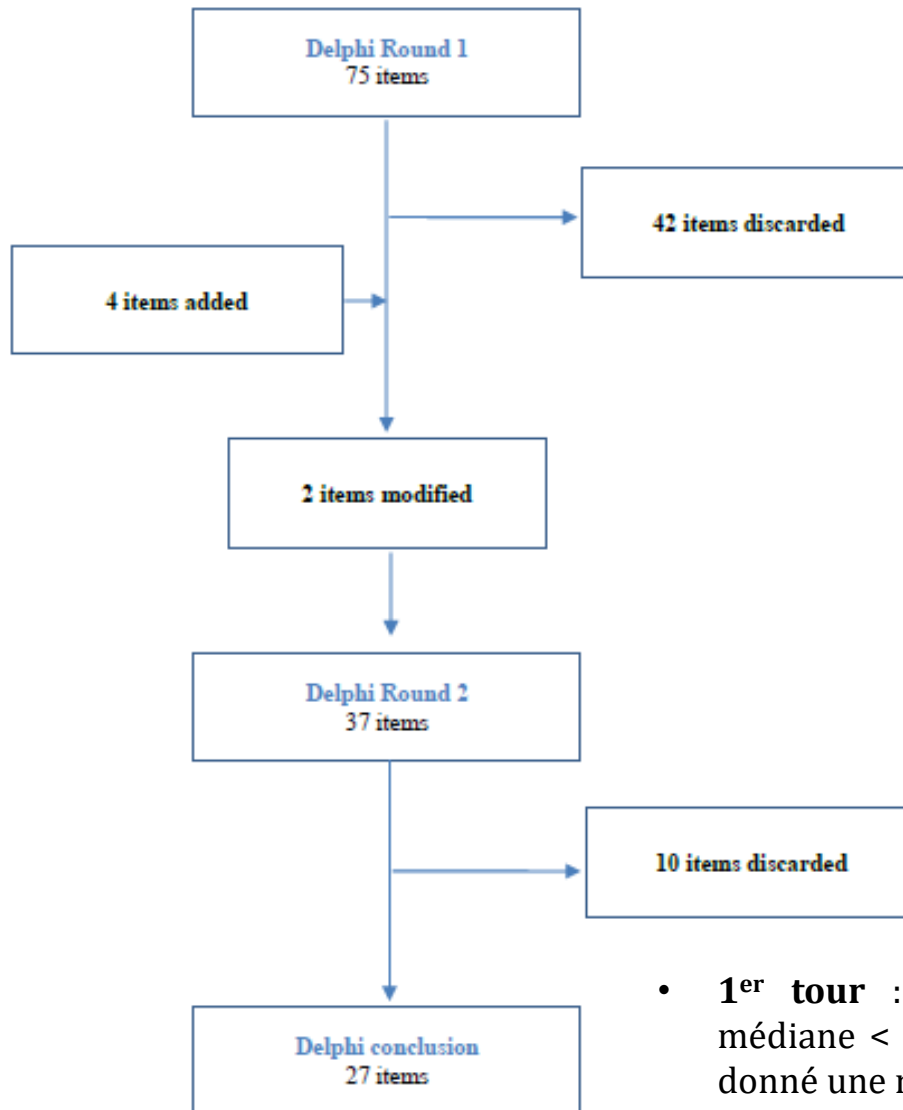 Delphi Round 1
75 items
42 items discarded
4 items added
2 items modified
Delphi Round 2
37 items
10 items discarded
Delphi conclusion
27 items
• 1er tour :
médiane <
donné une